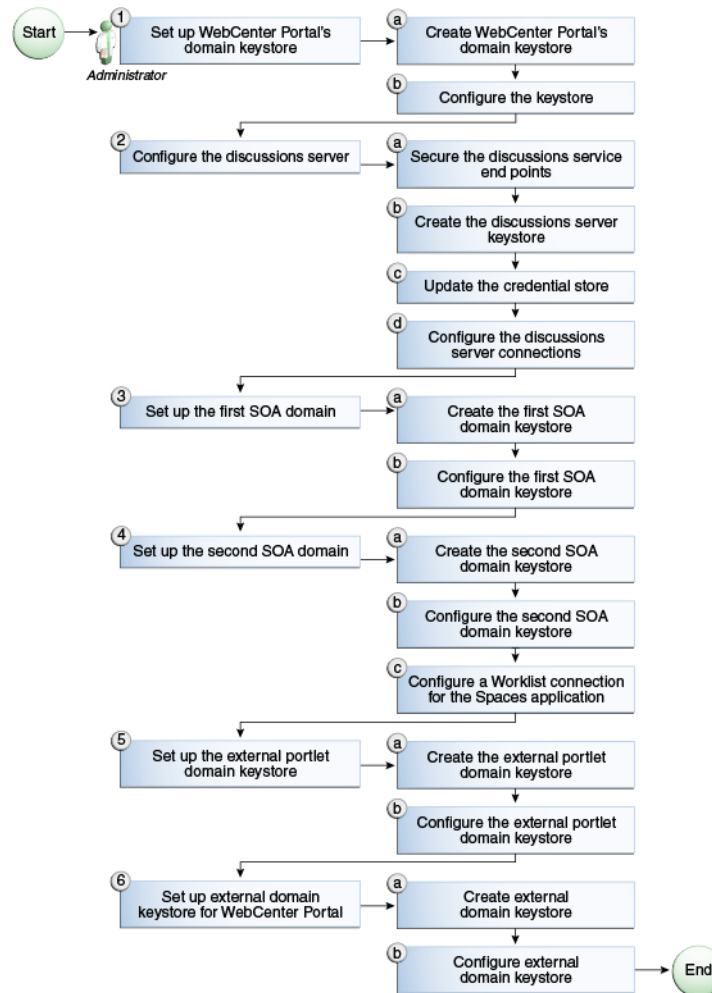 Start
1
Set up WebCenter Portal's
domain keystore
Administrator
a
Create WebCenter Portal's
domain keystore
b
Configure the keystore
2
Configure the discussions server
a
Secure the discussions service
end points
b
Create the discussions server
keystore
c
Update the credential store
d
Configure the discussions
server connections
3
Set up the first SOA domain
a
Create the first SOA
domain keystore
b
Configure the first SOA
domain keystore
4
Set up the second SOA domain
a
Create the second SOA
domain keystore
b
Configure the second SOA
domain keystore
c
Configure a Worklist connection
for the Spaces application
5
Set up the external portlet
domain keystore
a
Create the external portlet
domain keystore
b
Configure the external portlet
domain keystore
6
Set up external domain
keystore for WebCenter Portal
a
Create external
domain keystore
b
Configure external
domain keystore
End